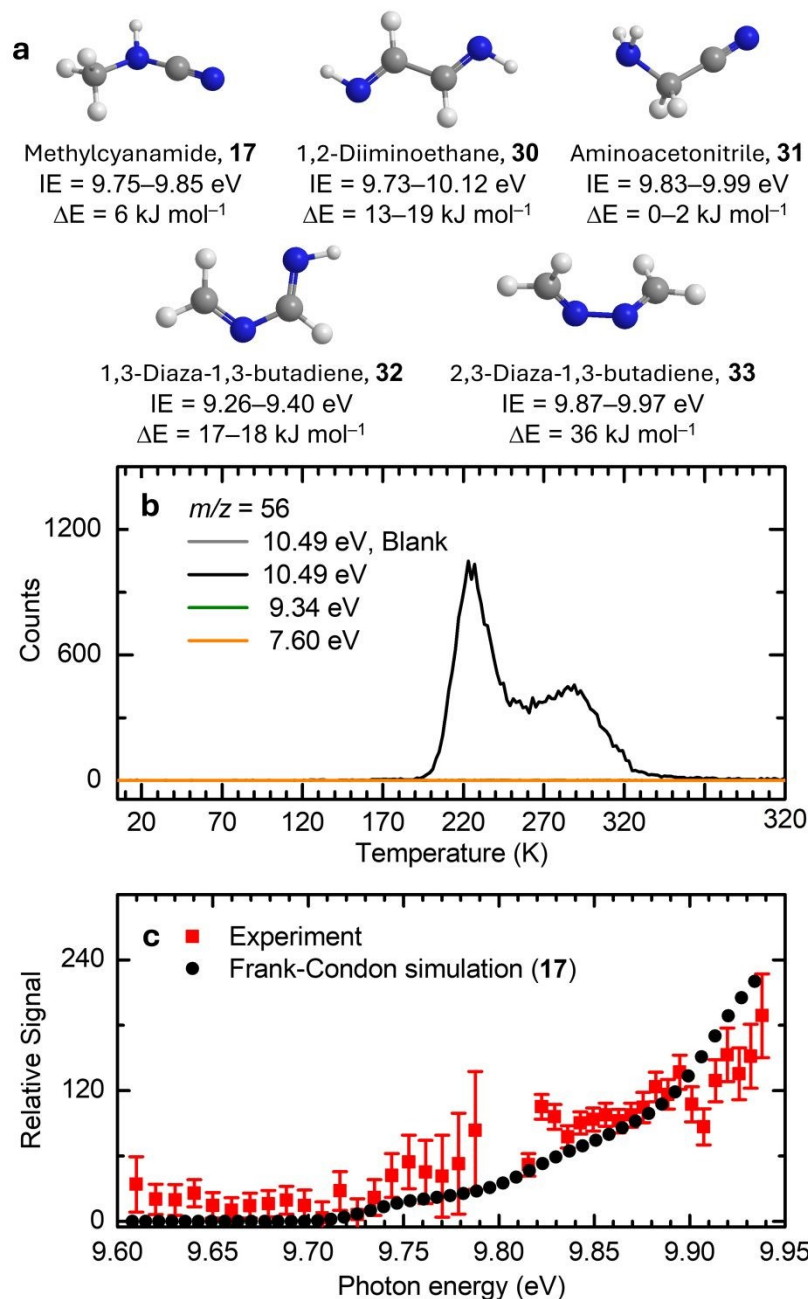 a
Methylcyanamide, 17 1,2-Diiminoethane, 30 Aminoacetonitrile, 31
IE = 9.75–9.85 eV IE = 9.73–10.12 eV IE = 9.83–9.99 eV
ΔE = 6 kJ mol⁻¹ ΔE = 13–19 kJ mol⁻¹ ΔE = 0–2 kJ mol⁻¹
1,3-Diaza-1,3-butadiene, 32 2,3-Diaza-1,3-butadiene, 33
IE = 9.26–9.40 eV IE = 9.87–9.97 eV
ΔE = 17–18 kJ mol⁻¹ ΔE = 36 kJ mol⁻¹
b m/z = 56
10.49 eV, Blank
10.49 eV
9.34 eV
7.60 eV
Counts
1200
600
0
20 70 120 170 220 270 320 320
Temperature (K)
c Experiment
Frank-Condon simulation (17)
Relative Signal
240
120
0
9.60 9.65 9.70 9.75 9.80 9.85 9.90 9.95
Photon energy (eV)